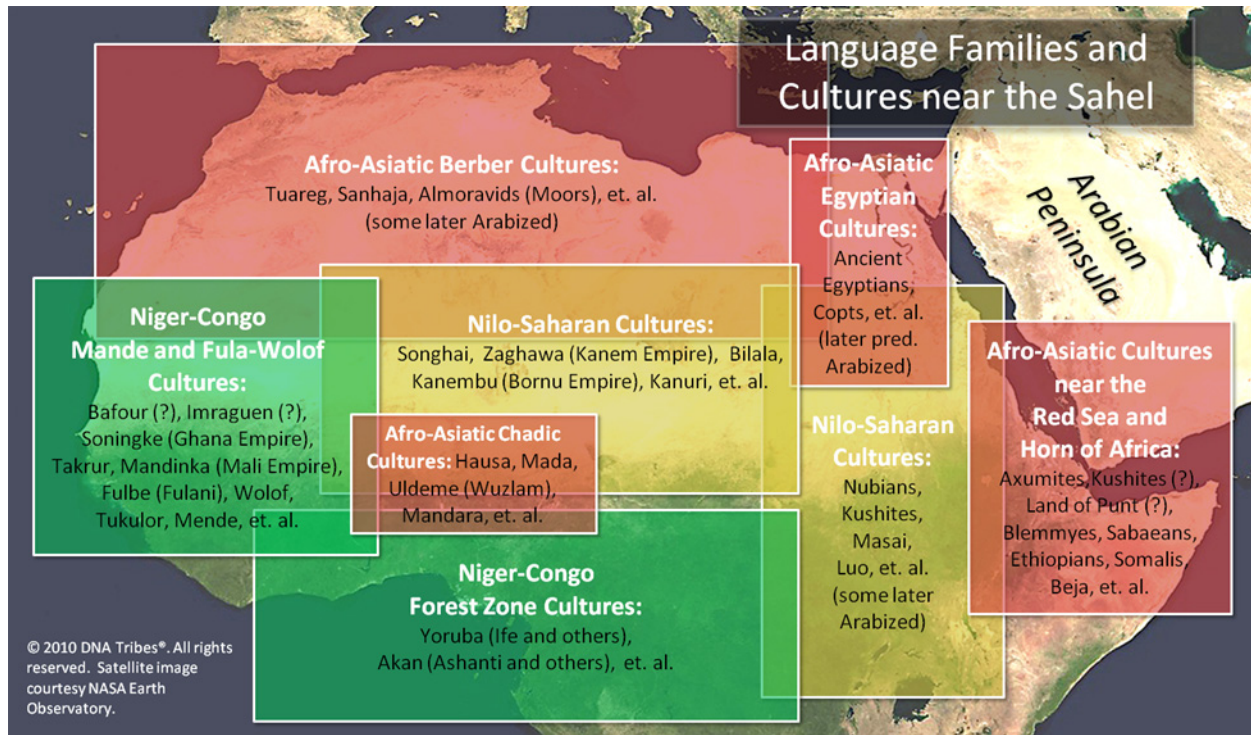 Language Families and
Cultures near the Sahel
Afro-Asiatic Berber Cultures:
Tuareg, Sanhaja, Almoravids (Moors), et. al.
(some later Arabized)
Afro-Asiatic
Egyptian
Cultures:
Ancient
Egyptians,
Copts, et. al.
(later pred.
Arabized)
Arabian
Peninsula
Niger-Congo
Mande and Fula-Wolof
Cultures:
Bafour (?), Imraguen (?),
Soningke (Ghana Empire),
Takrur, Mandinka (Mali Empire),
Fulbe (Fulani), Wolof,
Tukulor, Mende, et. al.
Nilo-Saharan Cultures:
Songhai, Zaghawa (Kanem Empire), Bilala,
Kanembu (Bornu Empire), Kanuri, et. al.
Afro-Asiatic Chadic
Cultures: Hausa, Mada,
Uldeme (Wuzlam),
Mandara, et. al.
Nilo-Saharan
Cultures:
Nubians,
Kushites,
Masai,
Luo, et. al.
(some later
Arabized)
Afro-Asiatic Cultures
near the
Red Sea and
Horn of Africa:
Axumites,Kushites (?),
Land of Punt (?),
Blemmyes, Sabaeans,
Ethiopians, Somalis,
Beja, et. al.
Niger-Congo
Forest Zone Cultures:
Yoruba (Ife and others),
Akan (Ashanti and others), et. al.
© 2010 DNA Tribes®. All rights
reserved. Satellite image
courtesy NASA Earth
Observatory.